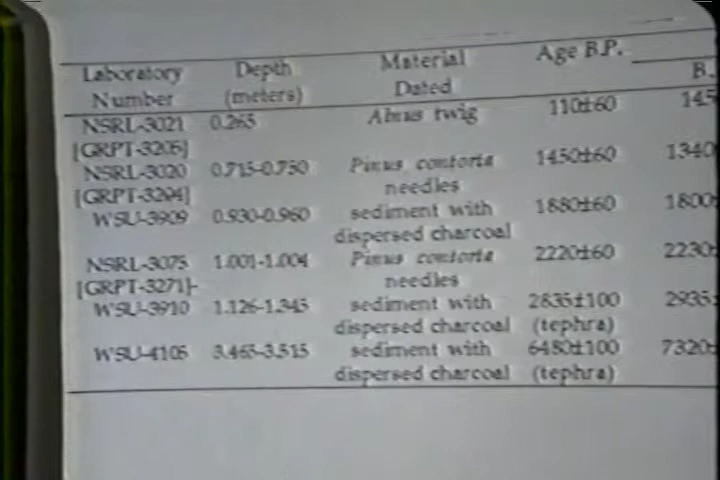 Laboratory Depth Material Age B.P.
Number (meters) Dated B.
NSRL-3021 0.265 Alnus twig 110±60 145
[GRPT-3205]
NSRL-3020 0.715-0.750 Pinus contorta 1450±60 1340
[GRPT-3204] needles
WSU-3909 0.930-0.960 sediment with 1880±60 1800
dispersed charcoal
NSRL-3075 1.001-1.004 Pinus contorta 2220±60 2230
[GRPT-3271]- needles
WSU-3910 1.126-1.345 sediment with 2835±100 2935
dispersed charcoal (tephra)
WSU-4105 3.465-3.515 sediment with 6480±100 7320
dispersed charcoal (tephra)